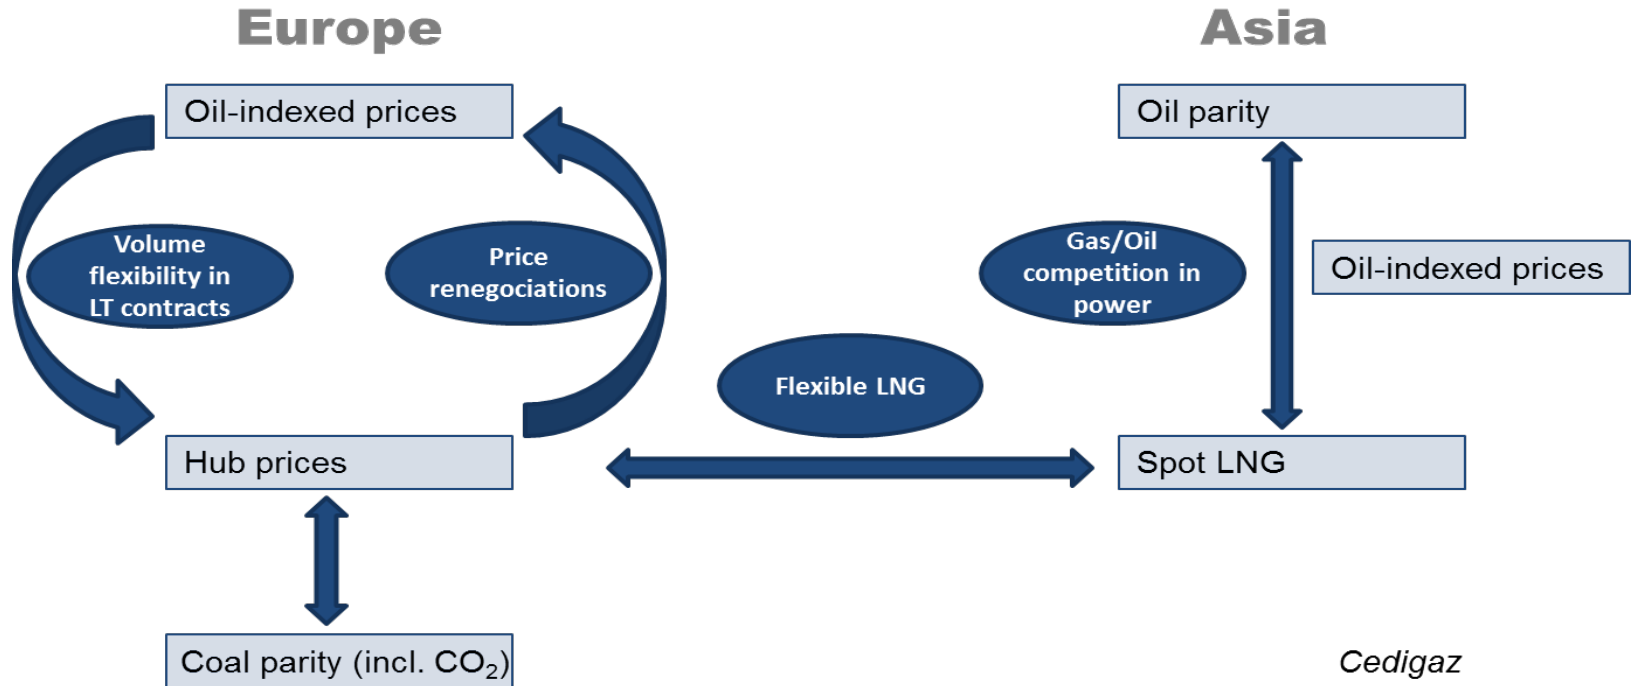 Europe
Asia
Oil-indexed prices
Oil parity
Volume
flexibility in
LT contracts
Price
renegociations
Gas/Oil
competition in
power
Oil-indexed prices
Flexible LNG
Hub prices
Spot LNG
Coal parity (incl. CO₂)
Cedigaz